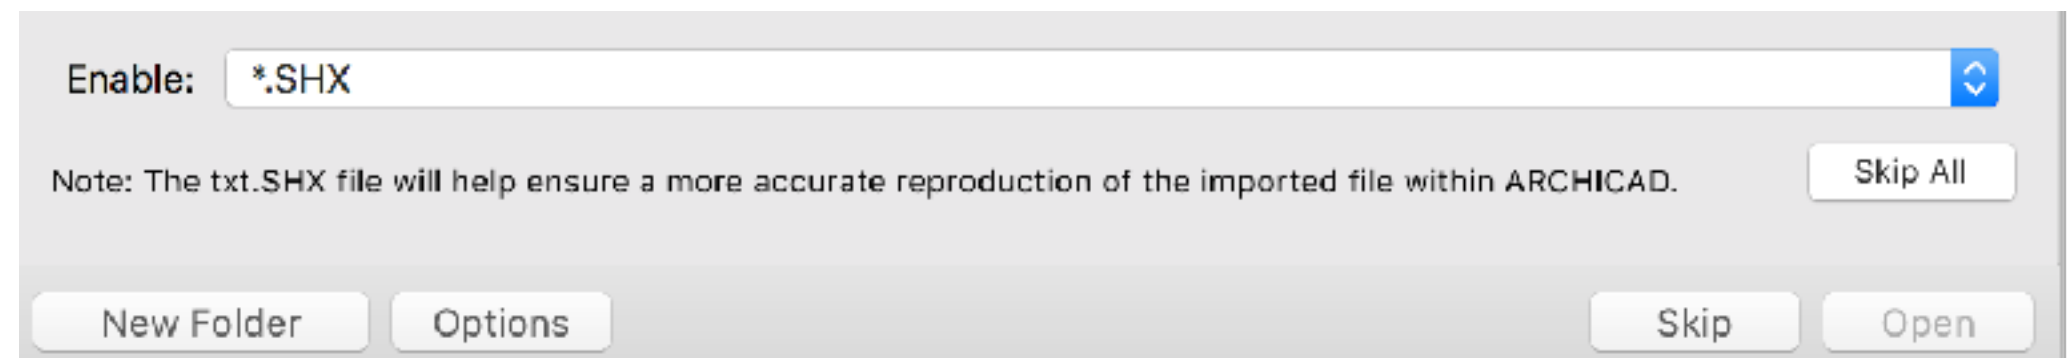 Enable: *.SHX
Note: The txt.SHX file will help ensure a more accurate reproduction of the imported file within ARCHICAD. Skip All
New Folder Options Skip Open